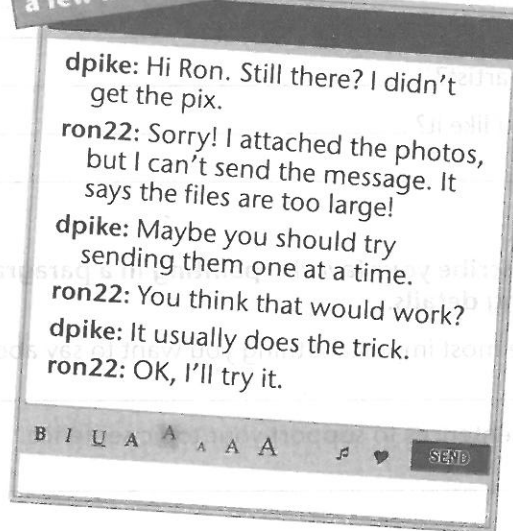 a few
dpike: Hi Ron. Still there? I didn't
get the pix.
ron22: Sorry! I attached the photos,
but I can't send the message. It
says the files are too large!
dpike: Maybe you should try
sending them one at a time.
ron22: You think that would work?
dpike: It usually does the trick.
ron22: OK, I'll try it.
B I U A A A A A SEND